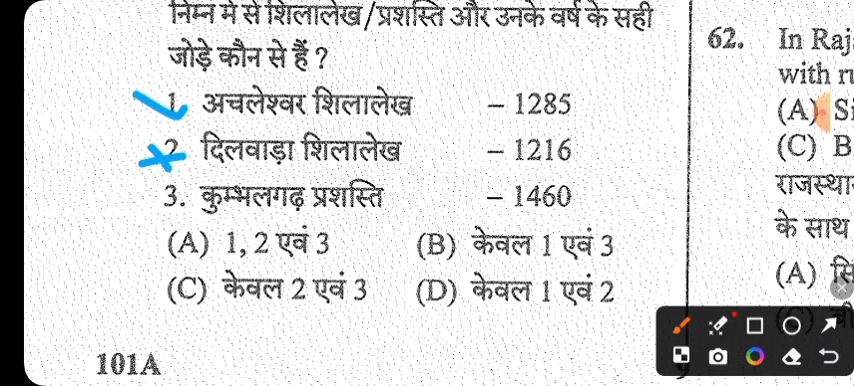 निम्न में से शिलालेख/प्रशस्ति और उनके वर्ष के सही
जोड़े कौन से हैं ?
1. अचलेश्वर शिलालेख – 1285
2. दिलवाड़ा शिलालेख – 1216
3. कुम्भलगढ़ प्रशस्ति – 1460
(A) 1, 2 एवं 3 (B) केवल 1 एवं 3
(C) केवल 2 एवं 3 (D) केवल 1 एवं 2
101A
62. In Raj
with
(A)
(C) B
के साथ
(A)